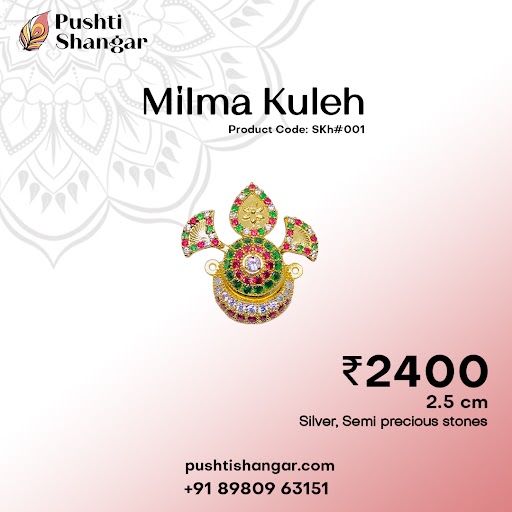 Pushti
Shangar
Milma Kuleh
Product Code: SKh#001
₹2400
2.5 cm
Silver, Semi precious stones
pushtishangar.com
+91 89809 63151